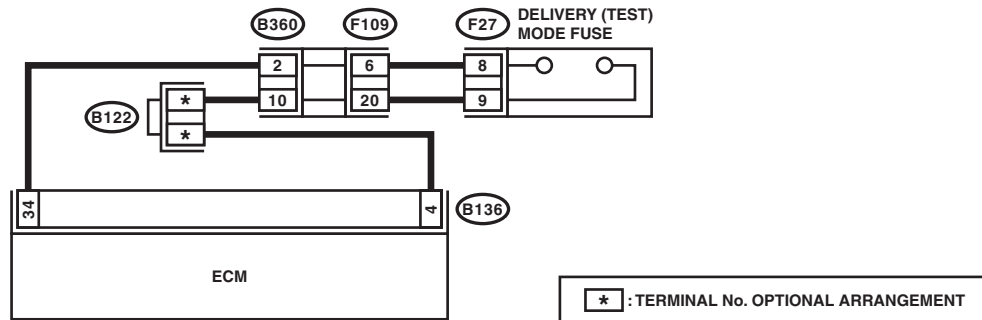 B360 F109 F27 DELIVERY (TEST)
MODE FUSE
2 6 8
10 20 9
*
B122
*
34 4 B136
ECM
* : TERMINAL No. OPTIONAL ARRANGEMENT